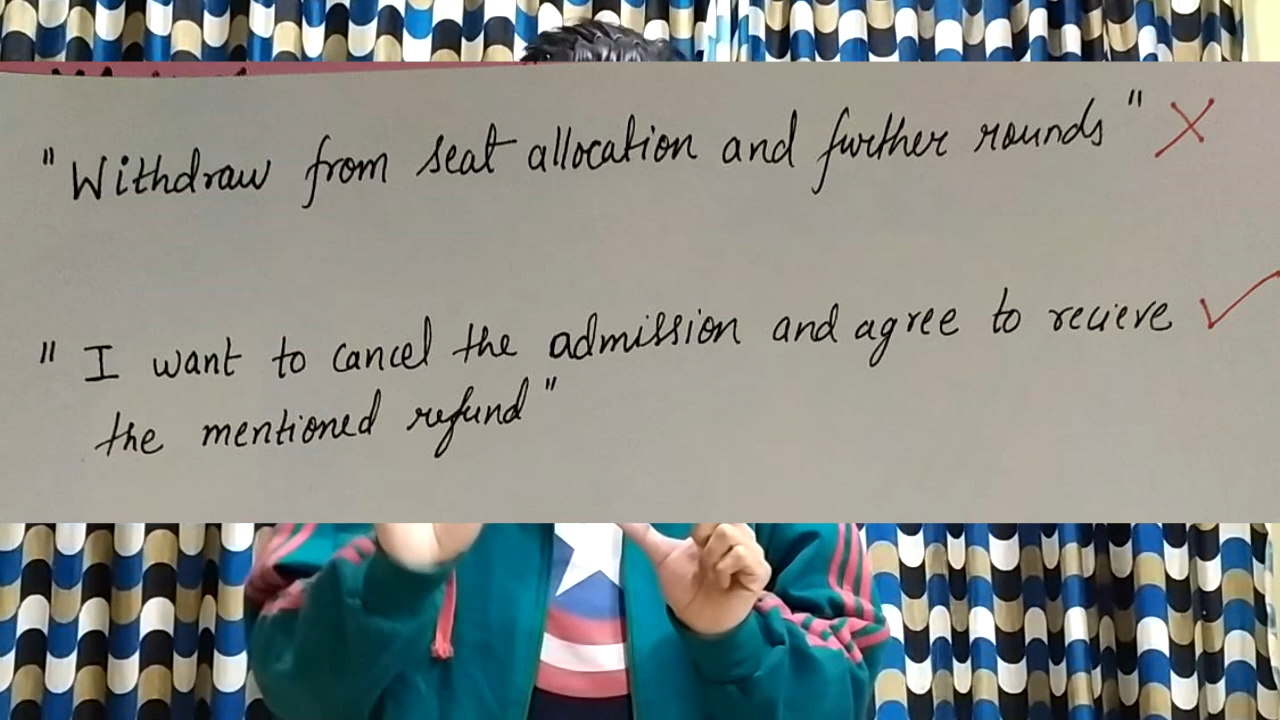 "Withdraw from seat allocation and further rounds" X
"I want to cancel the admission and agree to recieve ✓
the mentioned refund"